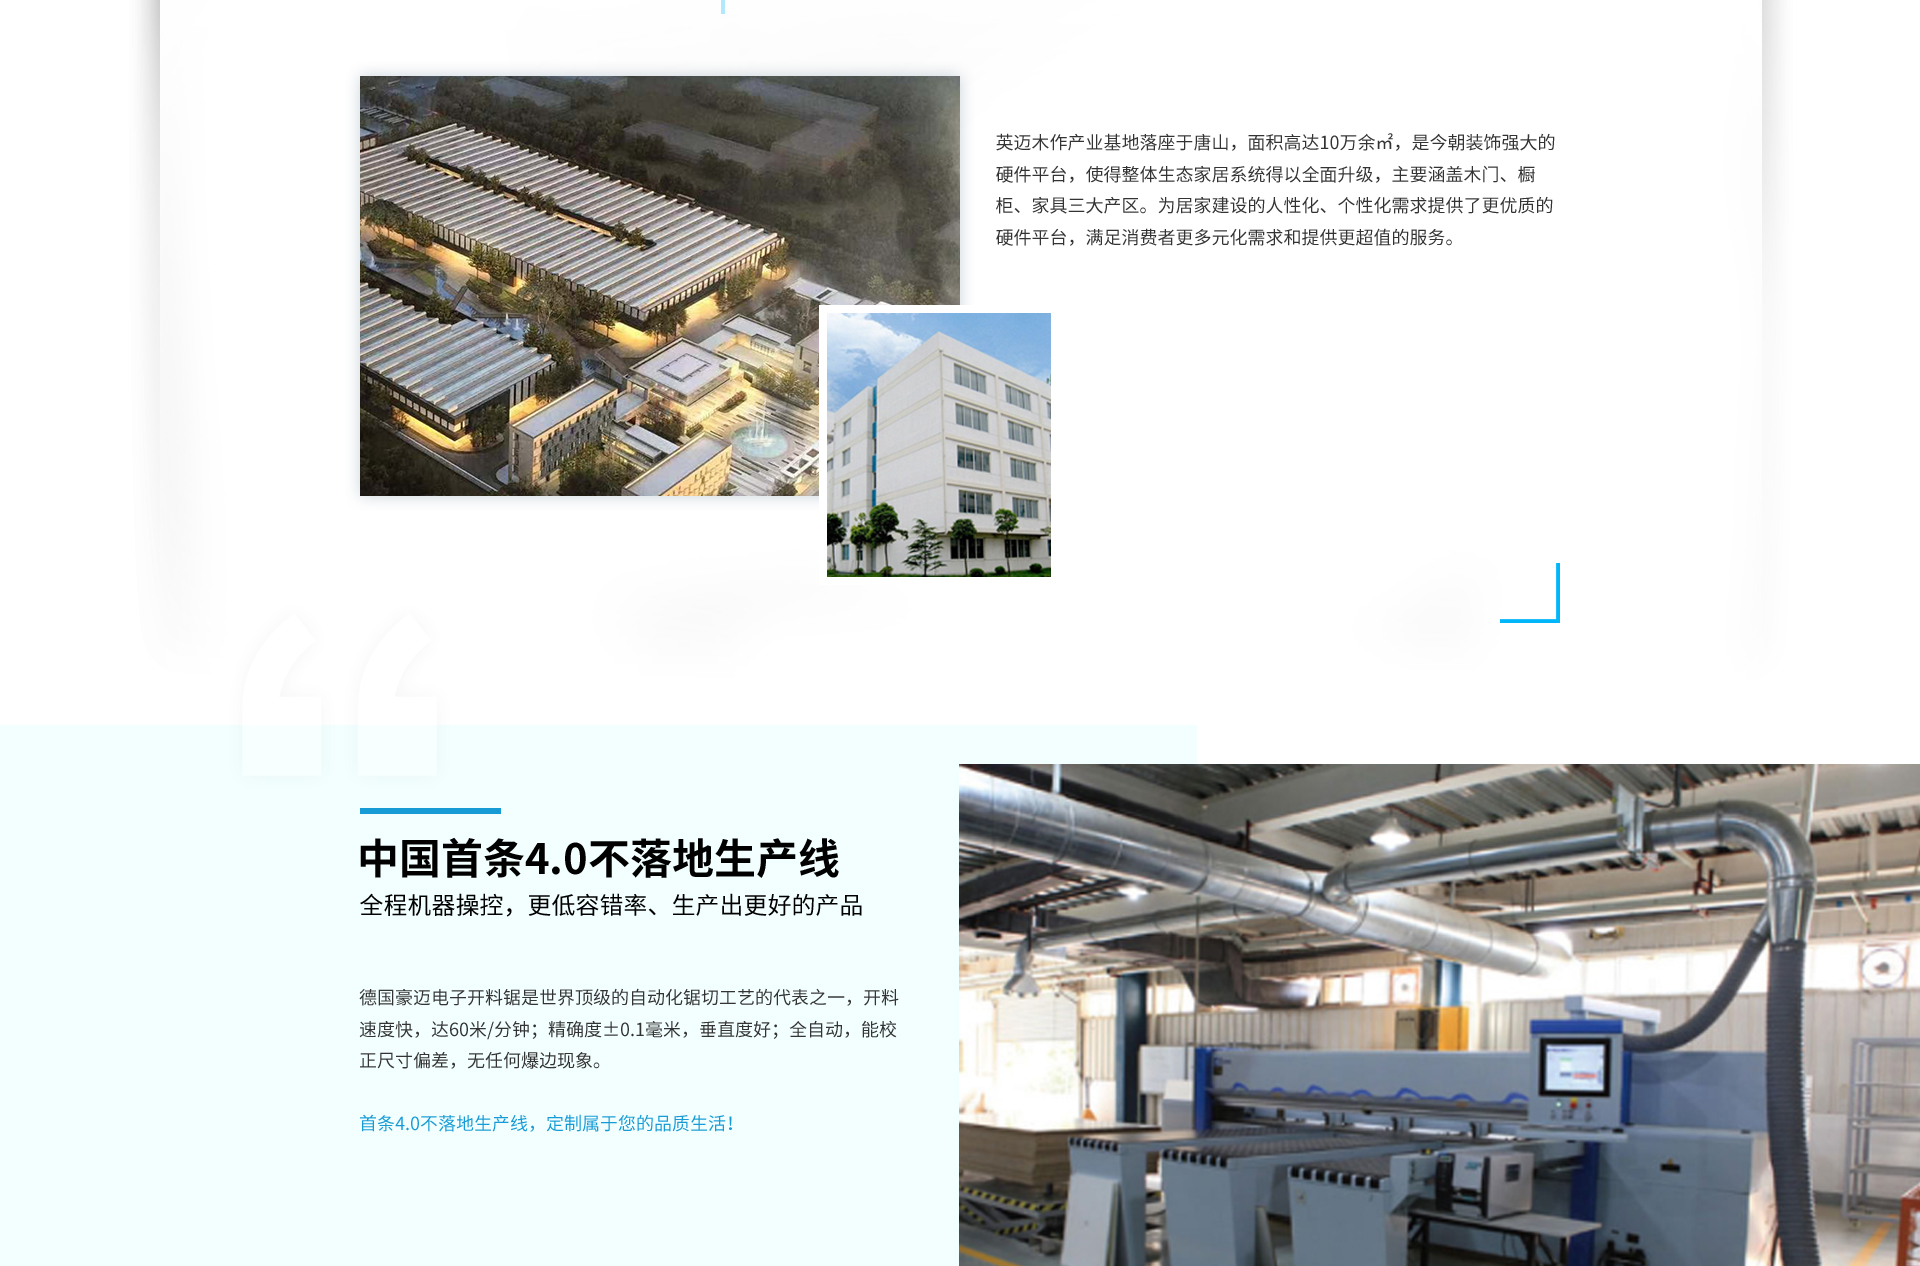 英迈木作产业基地落座于唐山，面积高达10万余㎡，是今朝装饰强大的
硬件平台，使得整体生态家居系统得以全面升级，主要涵盖木门、橱
柜、家具三大产区。为居家建设的人性化、个性化需求提供了更优质的
硬件平台，满足消费者更多元化需求和提供更超值的服务。
中国首条4.0不落地生产线
全程机器操控，更低容错率、生产出更好的产品
德国豪迈电子开料锯是世界顶级的自动化锯切工艺的代表之一，开料
速度快，达60米/分钟；精确度±0.1毫米，垂直度好；全自动，能校
正尺寸偏差，无任何爆边现象。
首条4.0不落地生产线，定制属于您的品质生活！